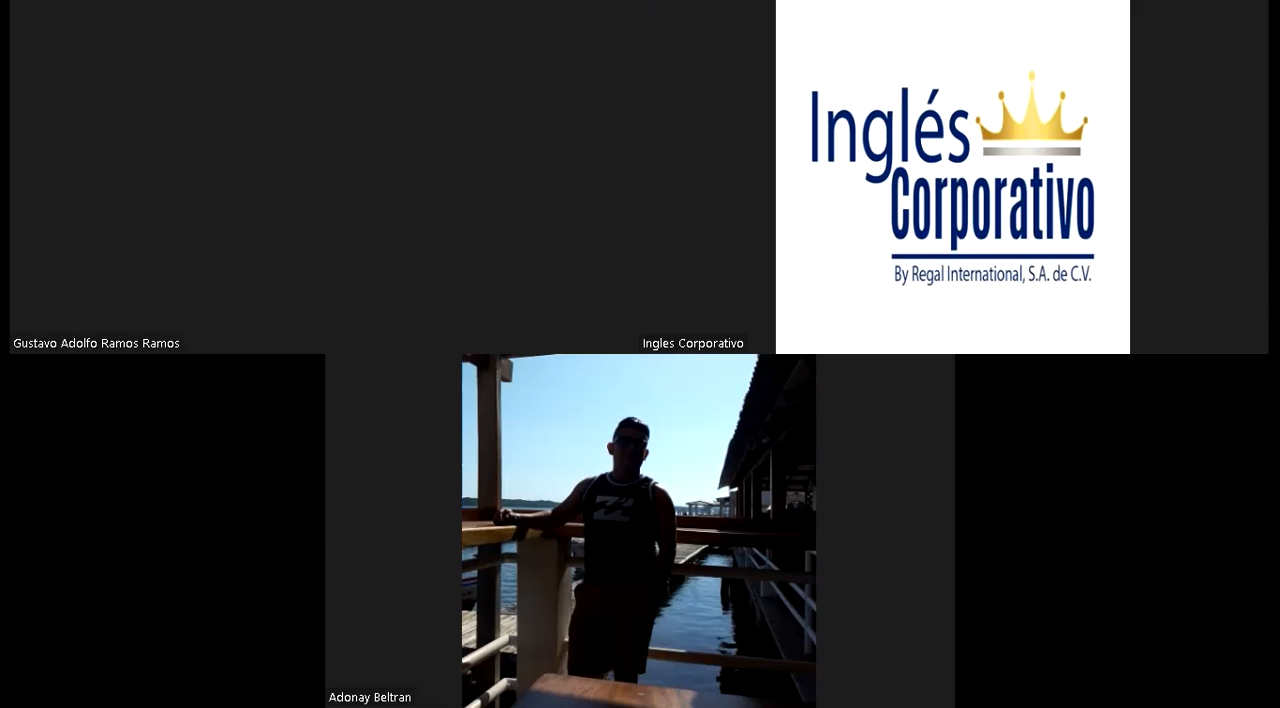 Inglés
Corporativo
By Regal International, S.A. de C.V.
Gustavo Adolfo Ramos Ramos
Ingles Corporativo
Adonay Beltran